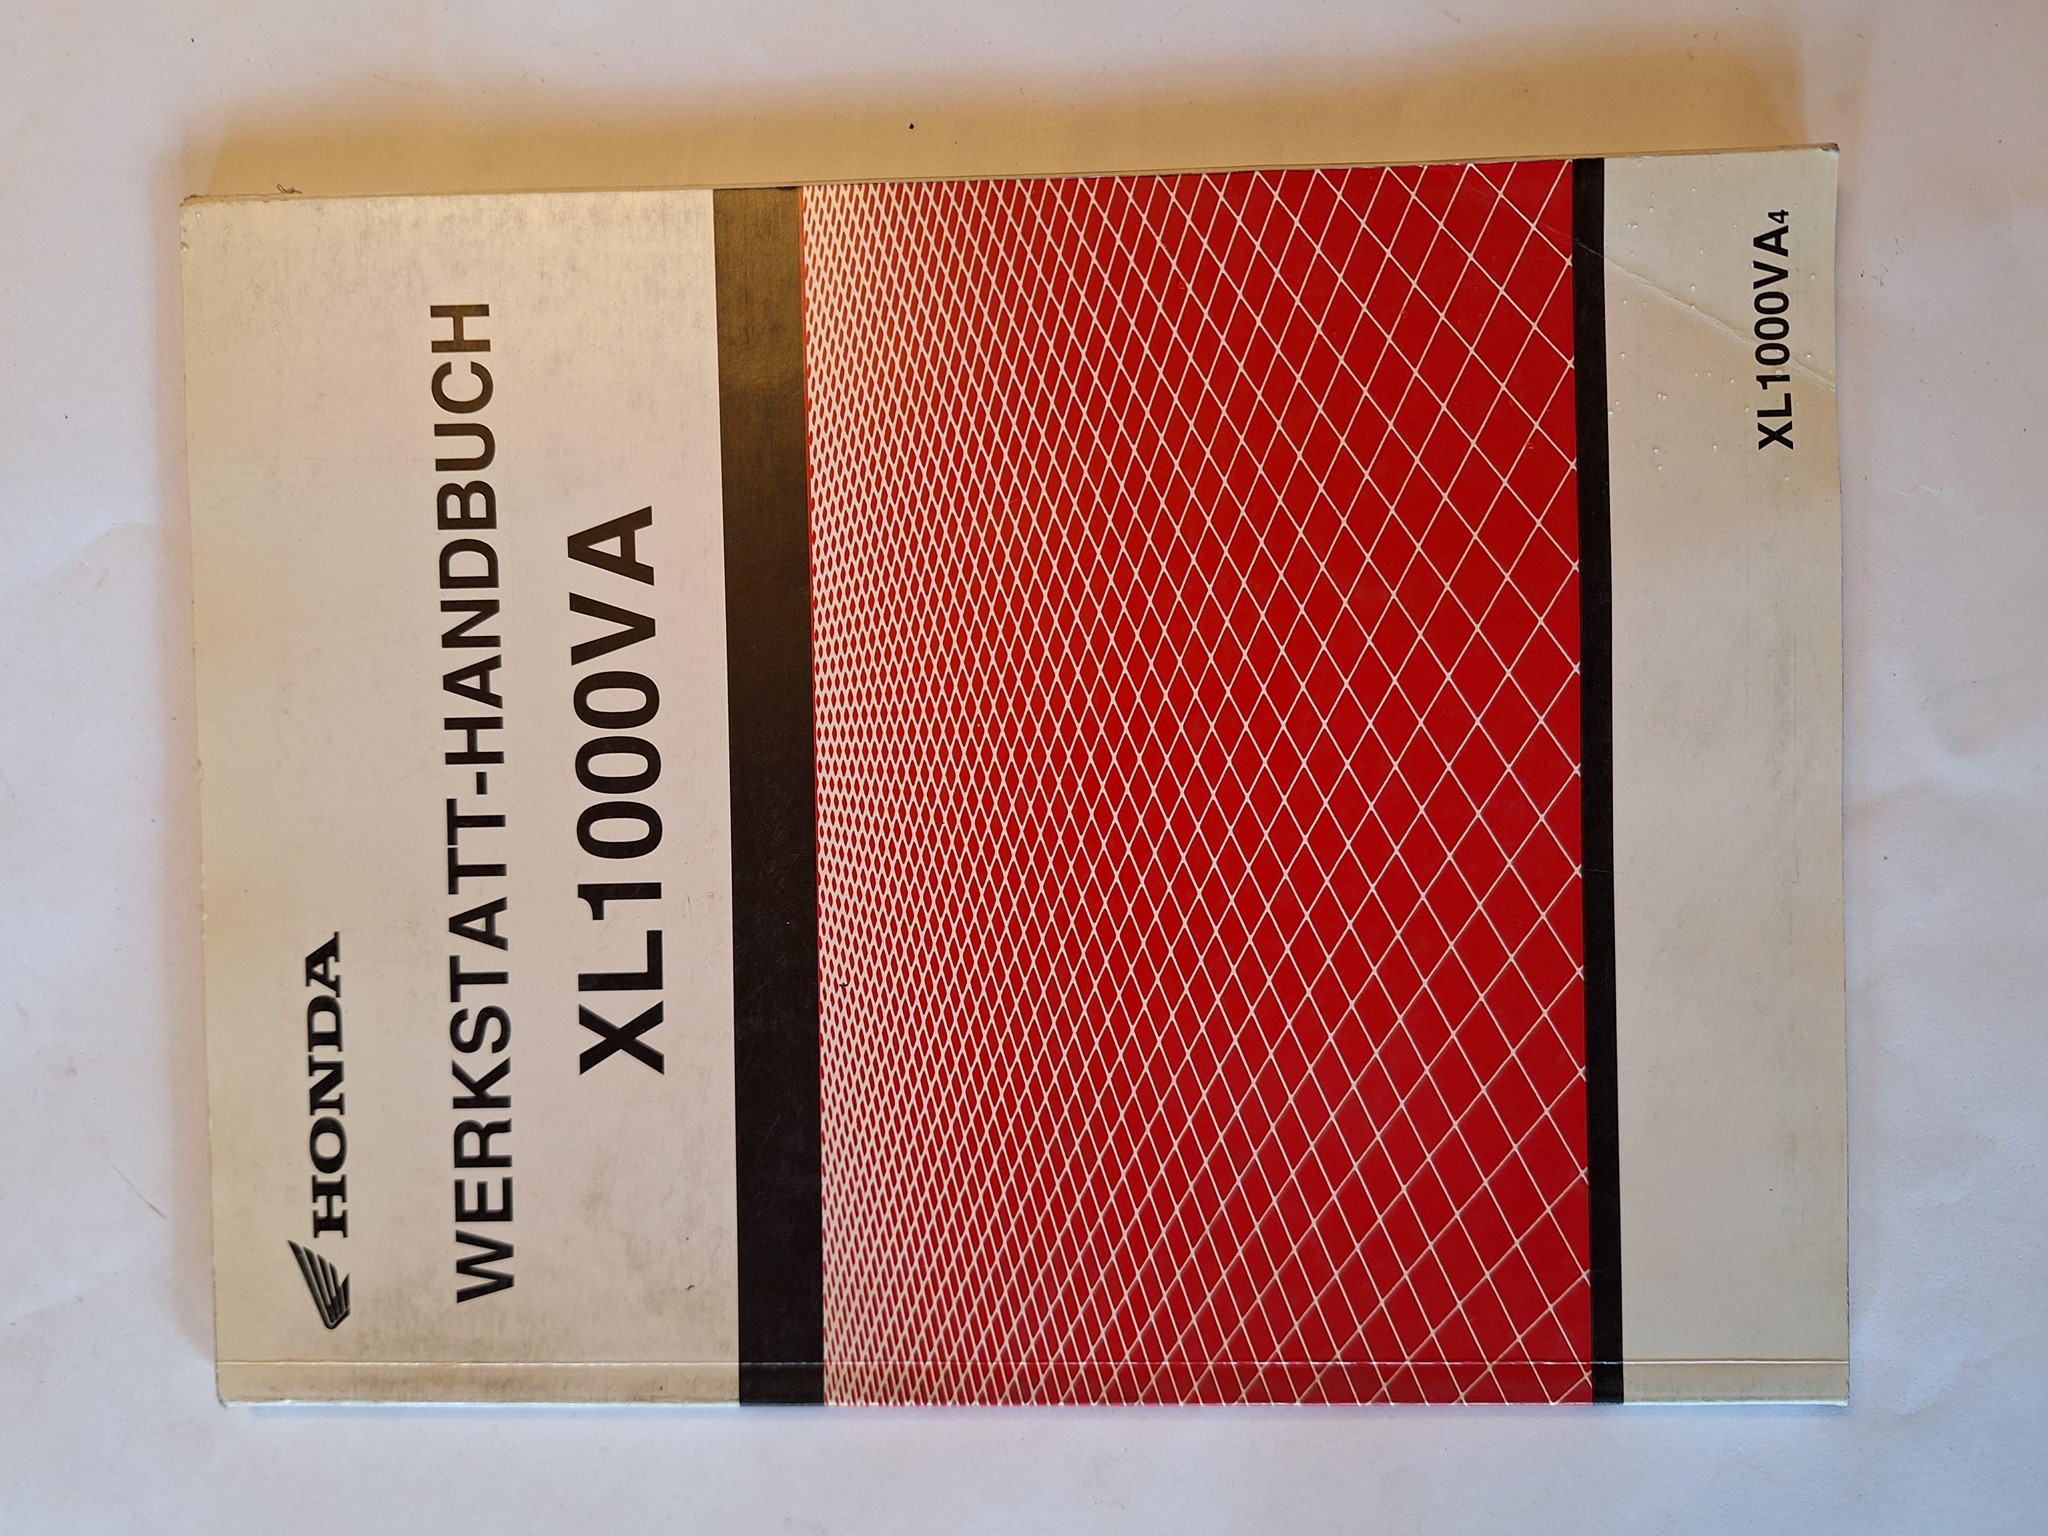 HONDA
WERKSTATT-HANDBUCH
XL1000VA
XL1000VA4